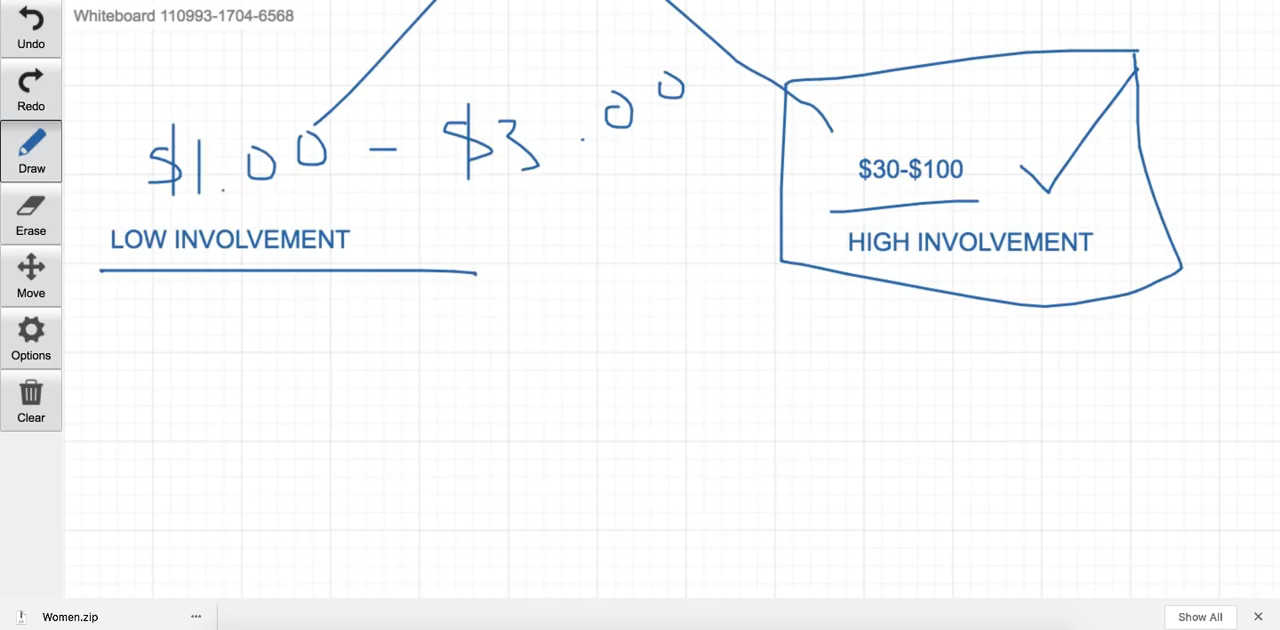 Whiteboard 110993-1704-6568
Undo
Redo
Draw
Erase
Move
Options
Clear
$1.00 - $3.00
LOW INVOLVEMENT
$30-$100
HIGH INVOLVEMENT
Women.zip
Show All